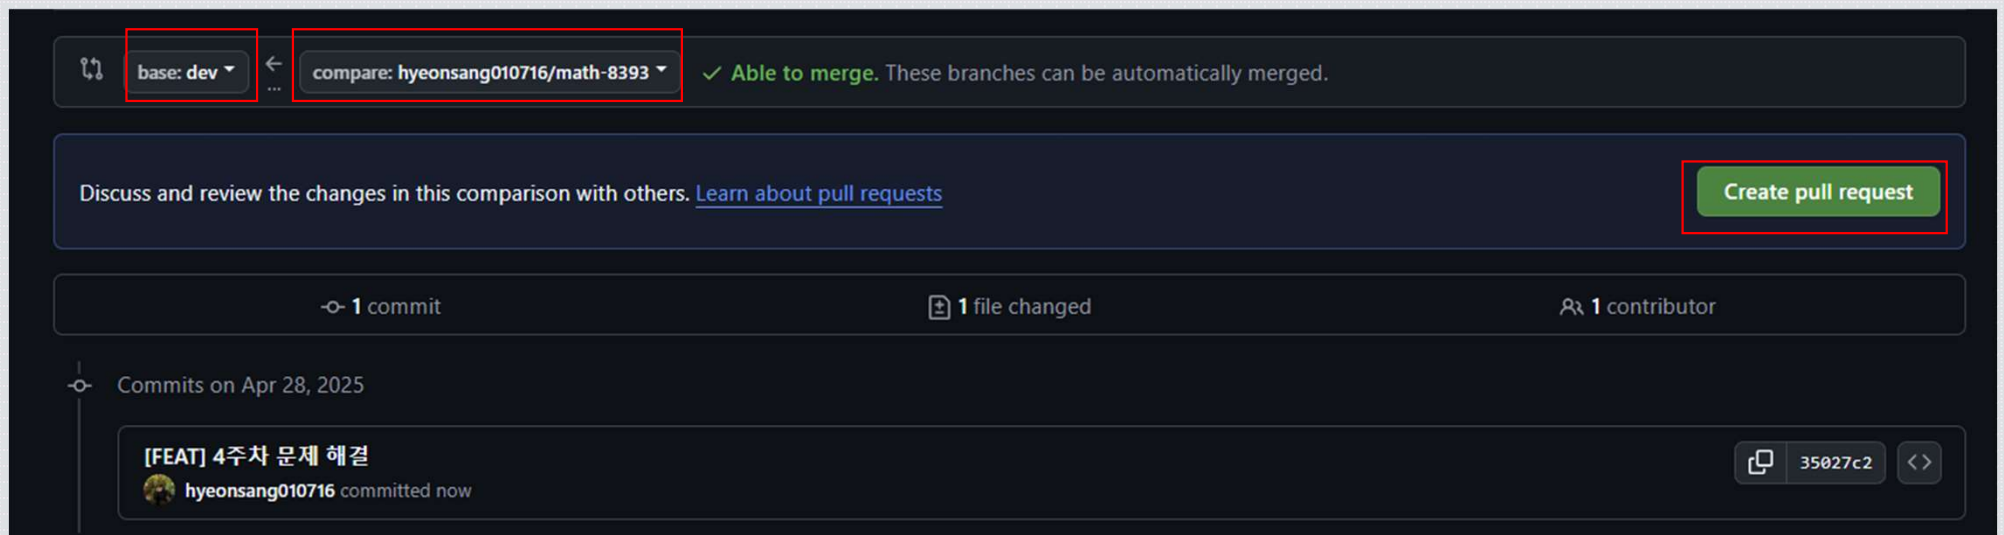 base: dev
compare: hyeonsang010716/math-8393
Able to merge. These branches can be automatically merged.
Discuss and review the changes in this comparison with others. Learn about pull requests
Create pull request
1 commit
1 file changed
1 contributor
Commits on Apr 28, 2025
[FEAT] 4주차 문제 해결
35027c2
hyeonsang010716 committed now